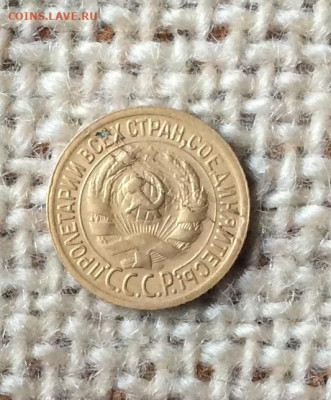 COINS.LAVE.RU
ПРОЛЕТАРИИ ВСЕХ СТРАН, СОЕДИНЯЙТЕСЬ!
С.С.С.Р.